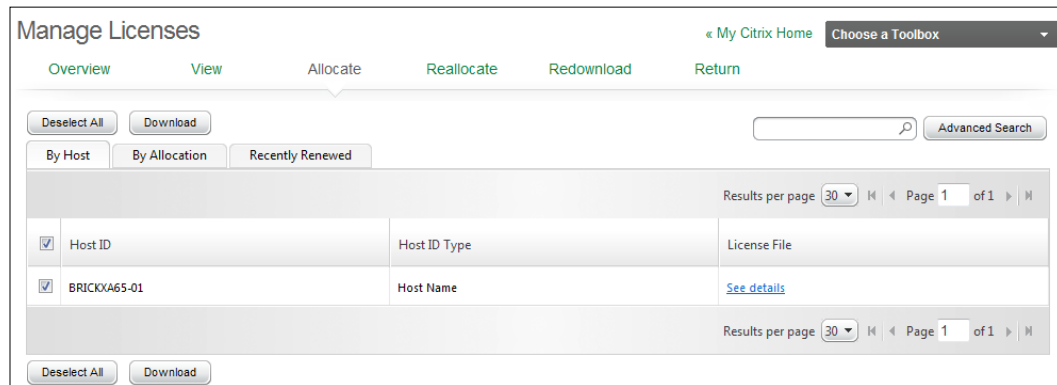 Manage Licenses « My Citrix Home Choose a Toolbox
Overview View Allocate Reallocate Redownload Return
Deselect All Download Advanced Search
By Host By Allocation Recently Renewed
Results per page 30 Page 1 of 1
Host ID Host ID Type License File
BRICKXA65-01 Host Name See details
Results per page 30 Page 1 of 1
Deselect All Download